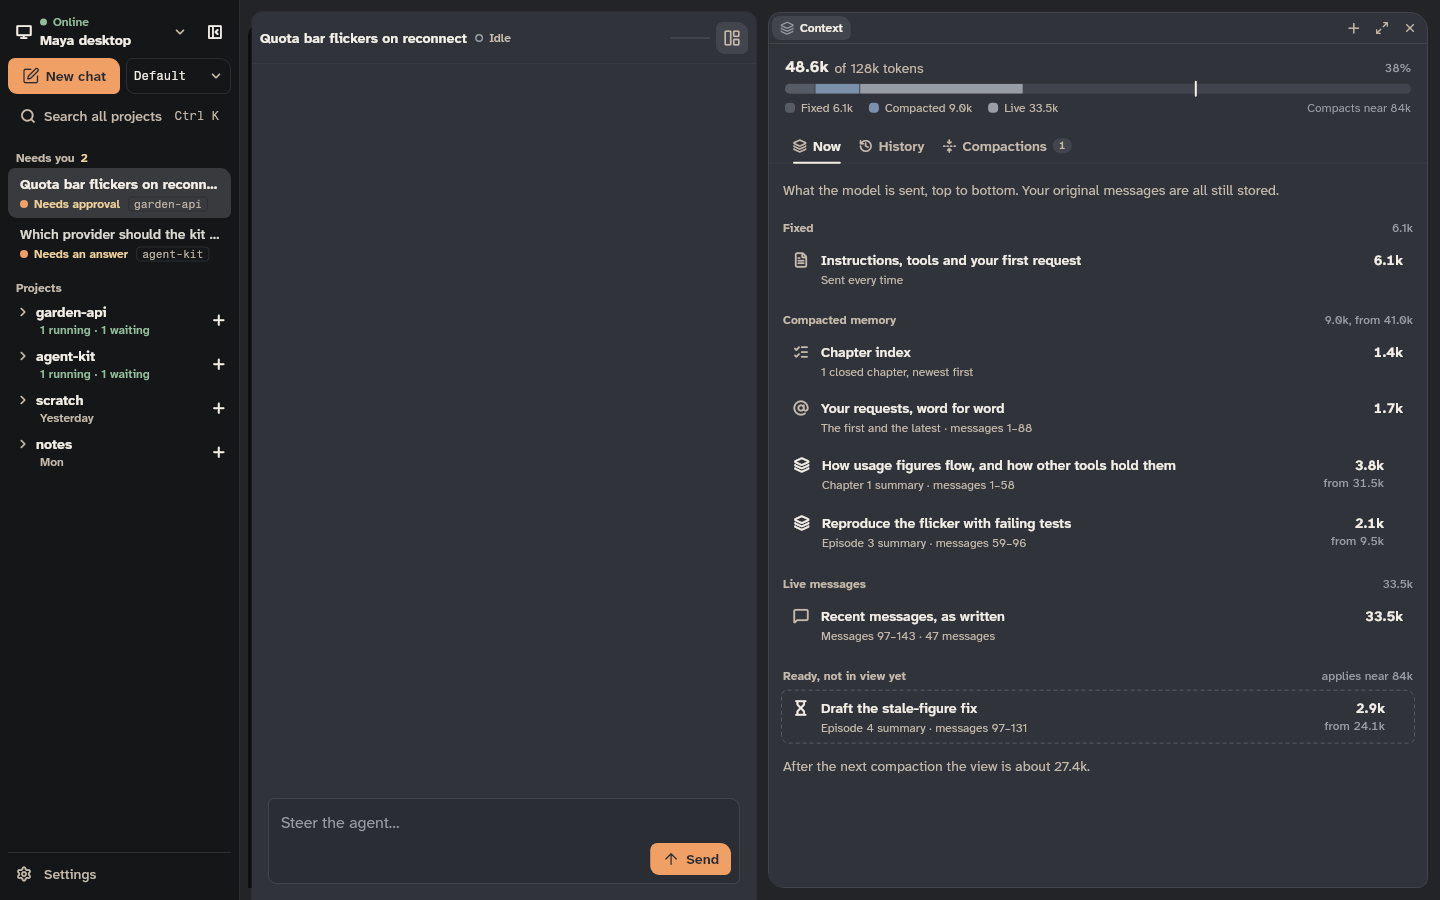 Online
Maya desktop
New chat
Default
Search all projects Ctrl K
Needs you 2
Quota bar flickers on reconn...
Needs approval garden-api
Which provider should the kit ...
Needs an answer agent-kit
Projects
garden-api
1 running · 1 waiting
agent-kit
1 running · 1 waiting
scratch
Yesterday
notes
Mon
Settings
Quota bar flickers on reconnect Idle
Steer the agent...
Send
Context
48.6k of 128k tokens 38%
Fixed 6.1k Compacted 9.0k Live 33.5k Compacts near 84k
Now History Compactions 1
What the model is sent, top to bottom. Your original messages are all still stored.
Fixed 6.1k
Instructions, tools and your first request 6.1k
Sent every time
Compacted memory 9.0k, from 41.0k
Chapter index 1.4k
1 closed chapter, newest first
Your requests, word for word 1.7k
The first and the latest · messages 1–88
How usage figures flow, and how other tools hold them 3.8k
Chapter 1 summary · messages 1–58 from 31.5k
Reproduce the flicker with failing tests 2.1k
Episode 3 summary · messages 59–96 from 9.5k
Live messages 33.5k
Recent messages, as written 33.5k
Messages 97–143 · 47 messages
Ready, not in view yet applies near 84k
Draft the stale-figure fix 2.9k
Episode 4 summary · messages 97–131 from 24.1k
After the next compaction the view is about 27.4k.